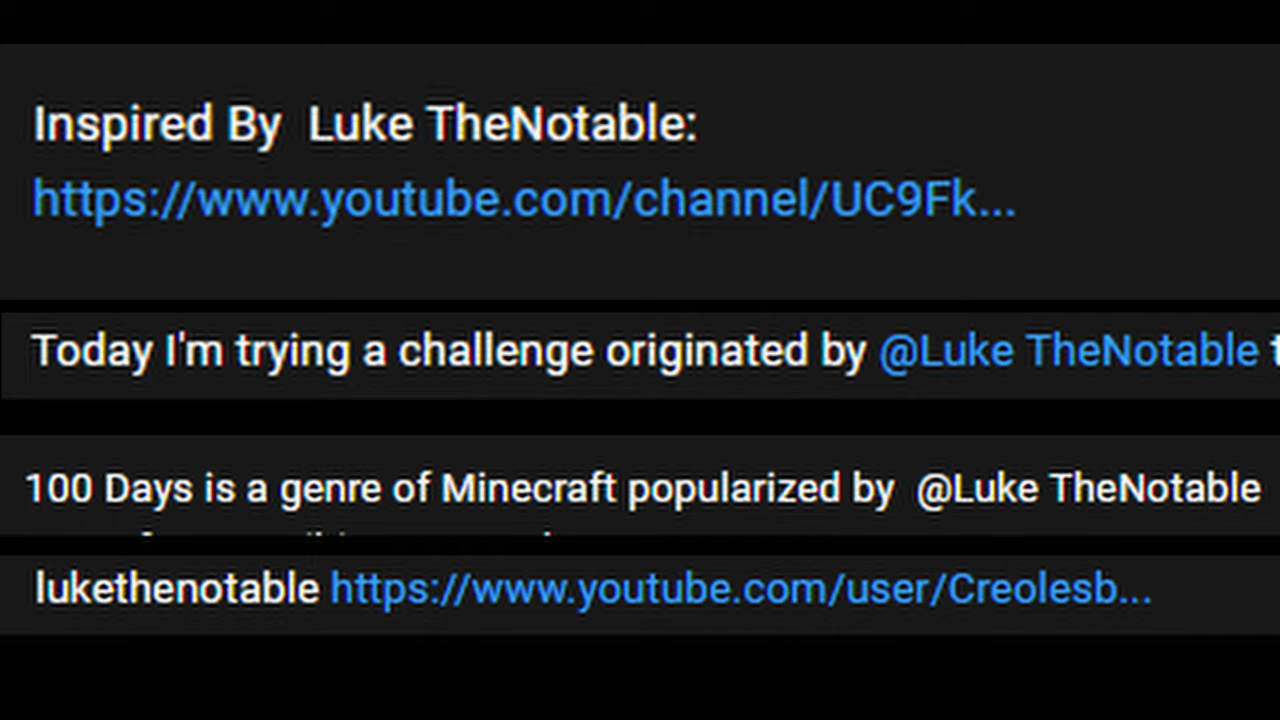 Inspired By  Luke TheNotable:
https://www.youtube.com/channel/UC9Fk...
Today I'm trying a challenge originated by @Luke TheNotable
100 Days is a genre of Minecraft popularized by  @Luke TheNotable
lukethenotable https://www.youtube.com/user/Creolesb...